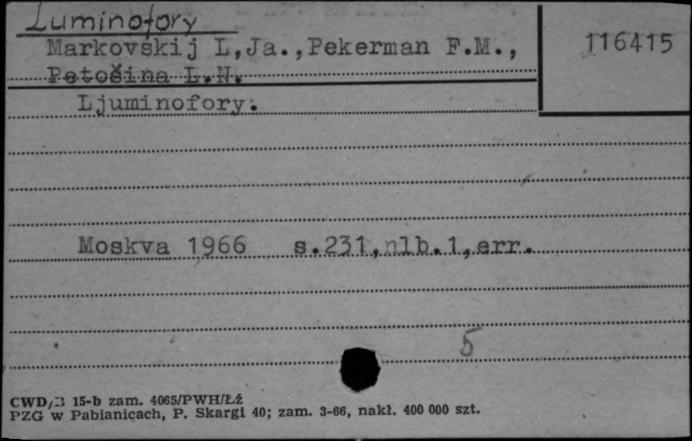 Luminofory
Markovskij L,Ja.,Pekerman F.M.,
116415
Petošina L.N.
Ljuminofory.
Moskva 1966 s.231,nlb.1,err.
5
CWD/B 15-b zam. 4065/PWH/Łź
PZG w Pabianicach, P. Skargi 40; zam. 3-66, nakł. 400 000 szt.